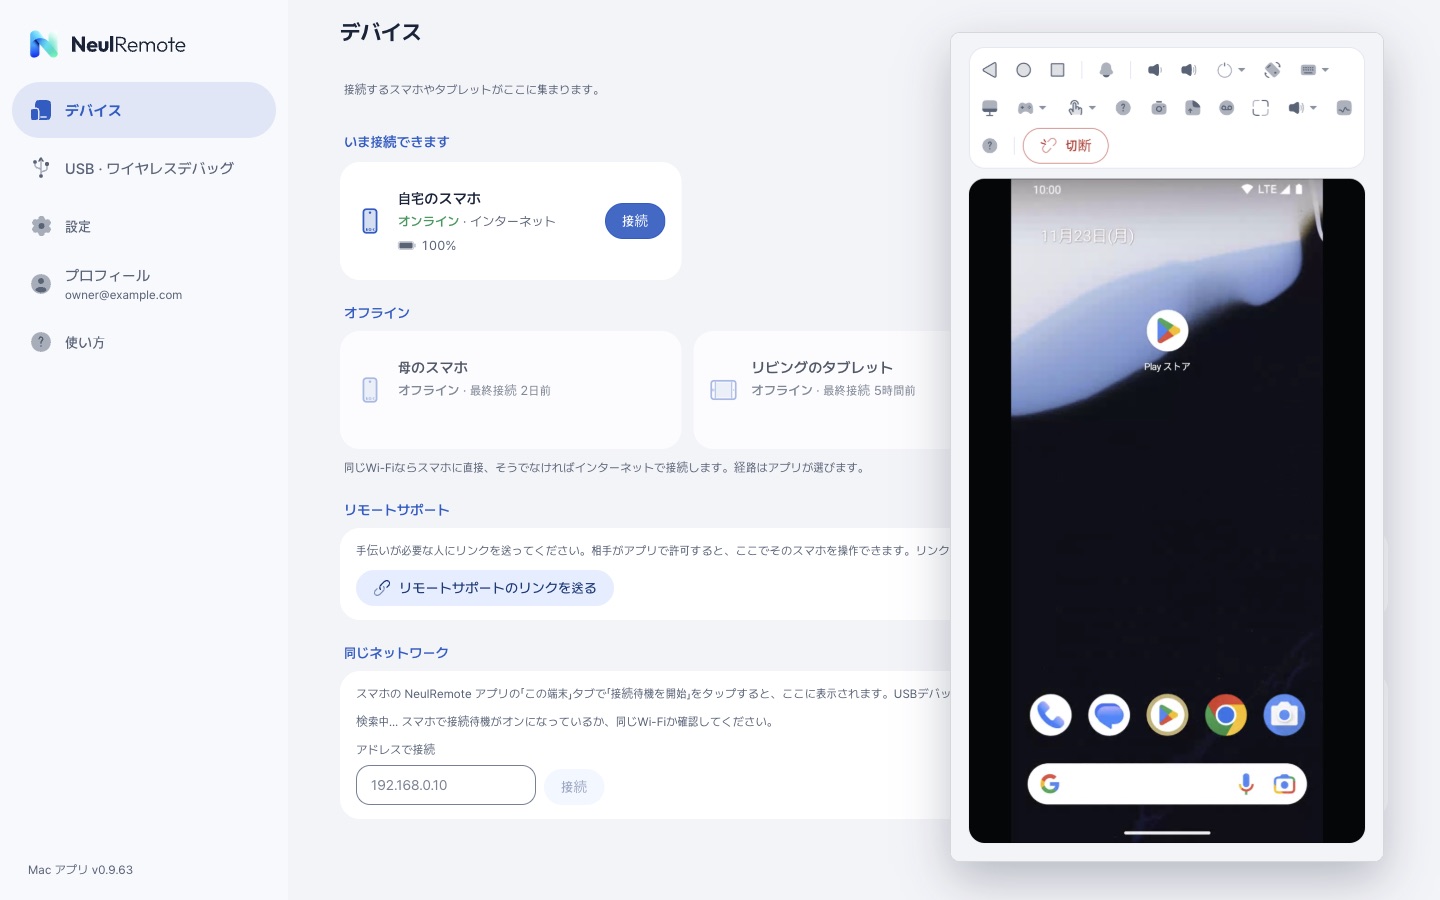 NeulRemote
デバイス
USB · ワイヤレスデバッグ
設定
プロフィール
owner@example.com
使い方
Mac アプリ v0.9.63
デバイス
接続するスマホやタブレットがここに集まります。
いま接続できます
自宅のスマホ
オンライン · インターネット
100%
接続
オフライン
母のスマホ
オフライン · 最終接続 2日前
リビングのタブレット
オフライン · 最終接続 5時間前
同じWi-Fiならスマホに直接、そうでなければインターネットで接続します。経路はアプリが選びます。
リモートサポート
手伝いが必要な人にリンクを送ってください。相手がアプリで許可すると、ここでそのスマホを操作できます。リンク
リモートサポートのリンクを送る
同じネットワーク
スマホの NeulRemote アプリの「この端末」タブで「接続待機を開始」をタップすると、ここに表示されます。USBデバッ
検索中... スマホで接続待機がオンになっているか、同じWi-Fiか確認してください。
アドレスで接続
192.168.0.10
接続
切断
10:00
LTE
11月23日(月)
Play ストア